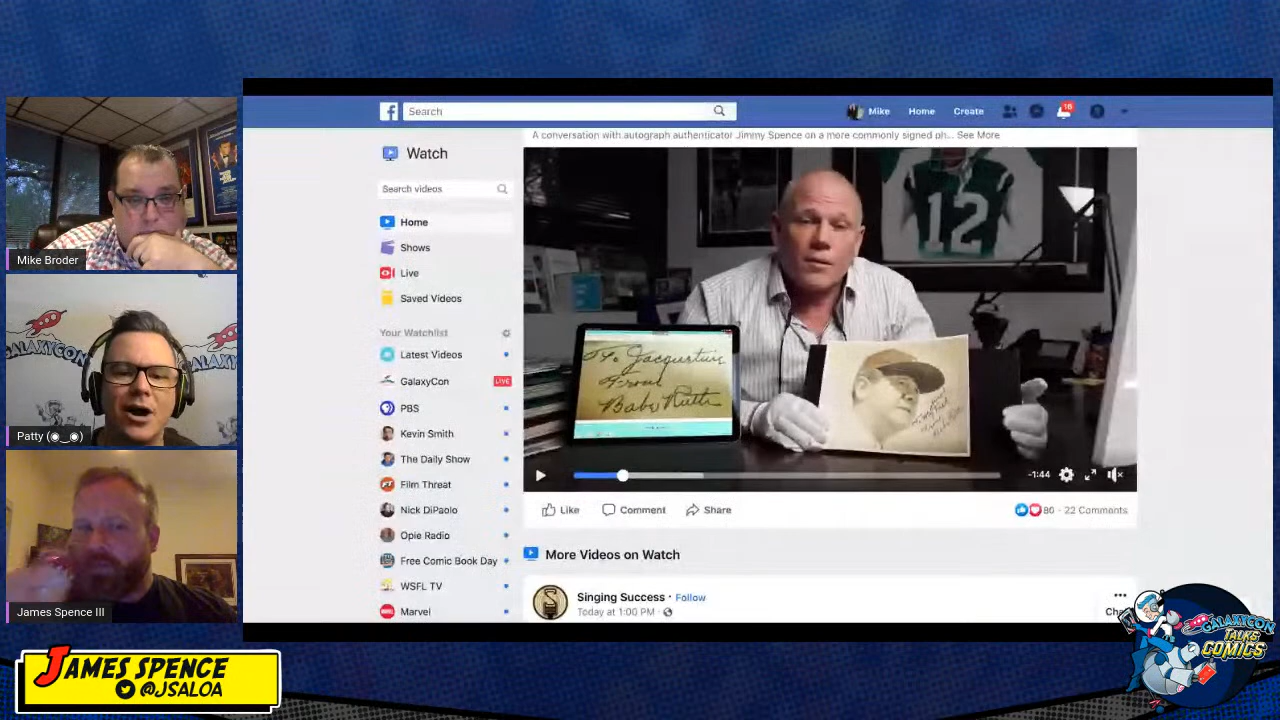 Search
Mike
Home
Create
16
A conversation with autograph authenticator Jimmy Spence on a more commonly signed ph... See More
Watch
Search videos
Home
Shows
Live
Saved Videos
Your Watchlist
Latest Videos
GalaxyCon
LIVE
PBS
Kevin Smith
The Daily Show
Film Threat
Nick DiPaolo
Opie Radio
Free Comic Book Day
WSFL TV
Marvel
12
To Jacqueline
From
Babe Ruth
-1:44
Like
Comment
Share
80 · 22 Comments
More Videos on Watch
Singing Success · Follow
Today at 1:00 PM ·
Mike Broder
GALAXYCON
Patty (◉‿◉)
James Spence III
JAMES SPENCE
@JSALOA
GALAXYCON
TALKS
COMICS